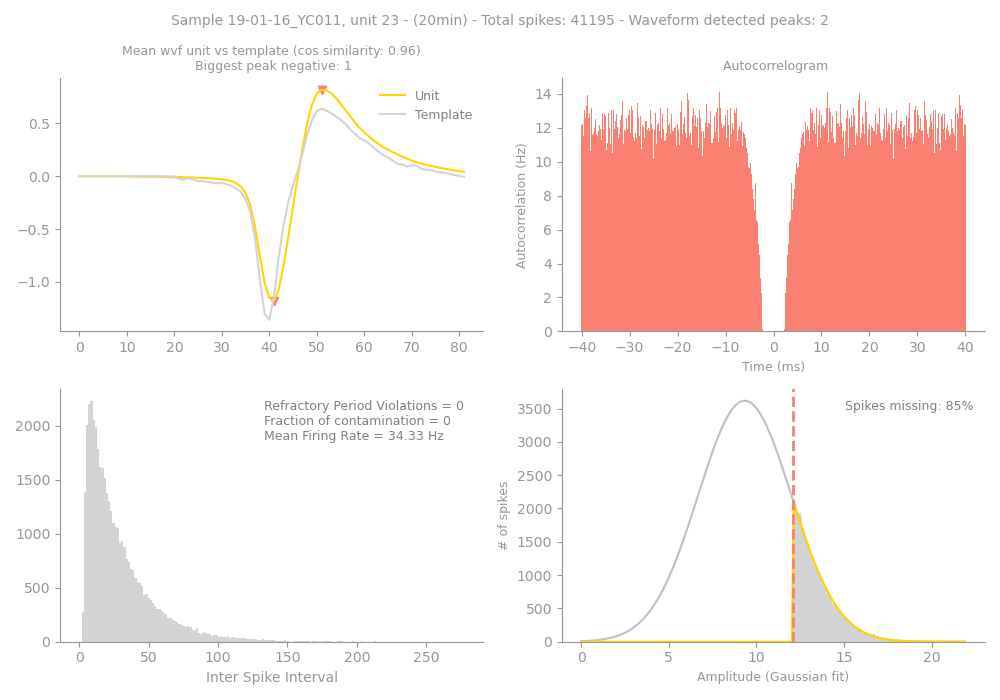 Sample 19-01-16_YC011, unit 23 - (20min) - Total spikes: 41195 - Waveform detected peaks: 2
Mean wvf unit vs template (cos similarity: 0.96)
Biggest peak negative: 1
Unit
Template
0.5
0.0
−0.5
−1.0
0 10 20 30 40 50 60 70 80
Autocorrelogram
Autocorrelation (Hz)
14
12
10
8
6
4
2
0
−40 −30 −20 −10 0 10 20 30 40
Time (ms)
Refractory Period Violations = 0
Fraction of contamination = 0
Mean Firing Rate = 34.33 Hz
2000
1500
1000
500
0
0 50 100 150 200 250
Inter Spike Interval
Spikes missing: 85%
# of spikes
3500
3000
2500
2000
1500
1000
500
0
0 5 10 15 20
Amplitude (Gaussian fit)